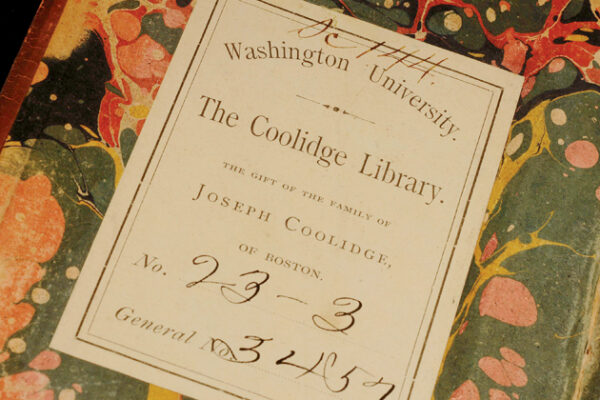 Washington University.
The Coolidge Library.
THE GIFT OF THE FAMILY OF
JOSEPH COOLIDGE,
OF BOSTON.
No. 23-3
General No. 3457